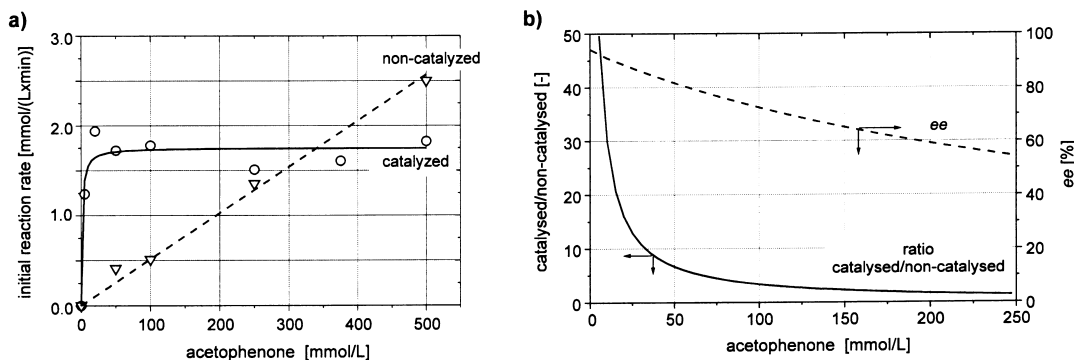 a)
3.0
2.0
1.0
0.0
initial reaction rate [mmol/(Lxmin)]
non-catalyzed
catalyzed
0
100
200
300
400
500
acetophenone [mmol/L]
b)
50
40
30
20
10
0
catalysed/non-catalysed [-]
ee
ratio
catalysed/non-catalysed
100
80
60
40
20
0
ee [%]
0
50
100
150
200
250
acetophenone [mmol/L]